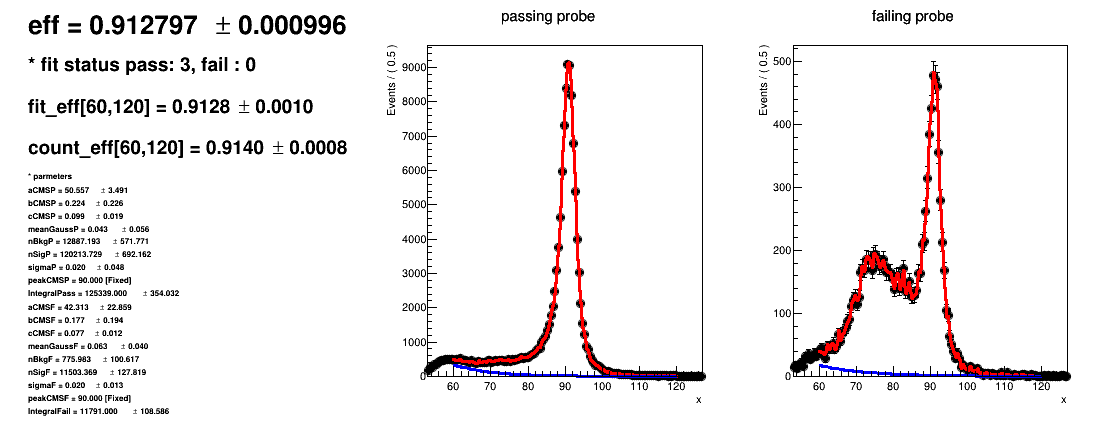 eff = 0.912797 ± 0.000996
* fit status pass: 3, fail : 0
fit_eff[60,120] = 0.9128 ± 0.0010
count_eff[60,120] = 0.9140 ± 0.0008
* parmeters
aCMSP = 50.557 ± 3.491
bCMSP = 0.224 ± 0.226
cCMSP = 0.099 ± 0.019
meanGaussP = 0.043 ± 0.056
nBkgP = 12887.193 ± 571.771
nSigP = 120213.729 ± 692.162
sigmaP = 0.020 ± 0.048
peakCMSP = 90.000 [Fixed]
IntegralPass = 125339.000 ± 354.032
aCMSF = 42.313 ± 22.859
bCMSF = 0.177 ± 0.194
cCMSF = 0.077 ± 0.012
meanGaussF = 0.063 ± 0.040
nBkgF = 775.983 ± 100.617
nSigF = 11503.369 ± 127.819
sigmaF = 0.020 ± 0.013
peakCMSF = 90.000 [Fixed]
IntegralFail = 11791.000 ± 108.586
passing probe
Events / ( 0.5 )
9000
8000
7000
6000
5000
4000
3000
2000
1000
0
60 70 80 90 100 110 120
x
failing probe
Events / ( 0.5 )
500
400
300
200
100
0
60 70 80 90 100 110 120
x